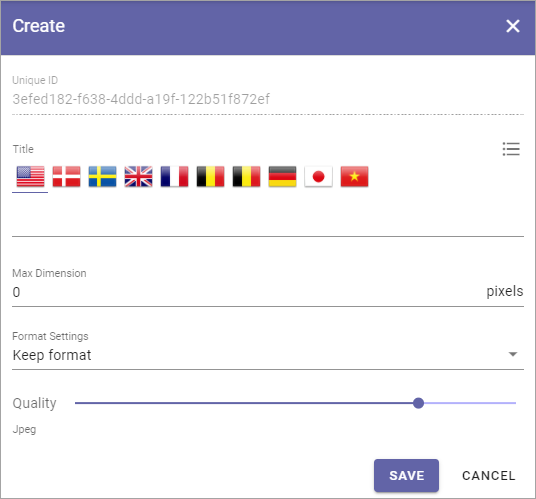 Create
Unique ID
3efed182-f638-4ddd-a19f-122b51f872ef
Title
Max Dimension
0 pixels
Format Settings
Keep format
Quality
Jpeg
SAVE CANCEL